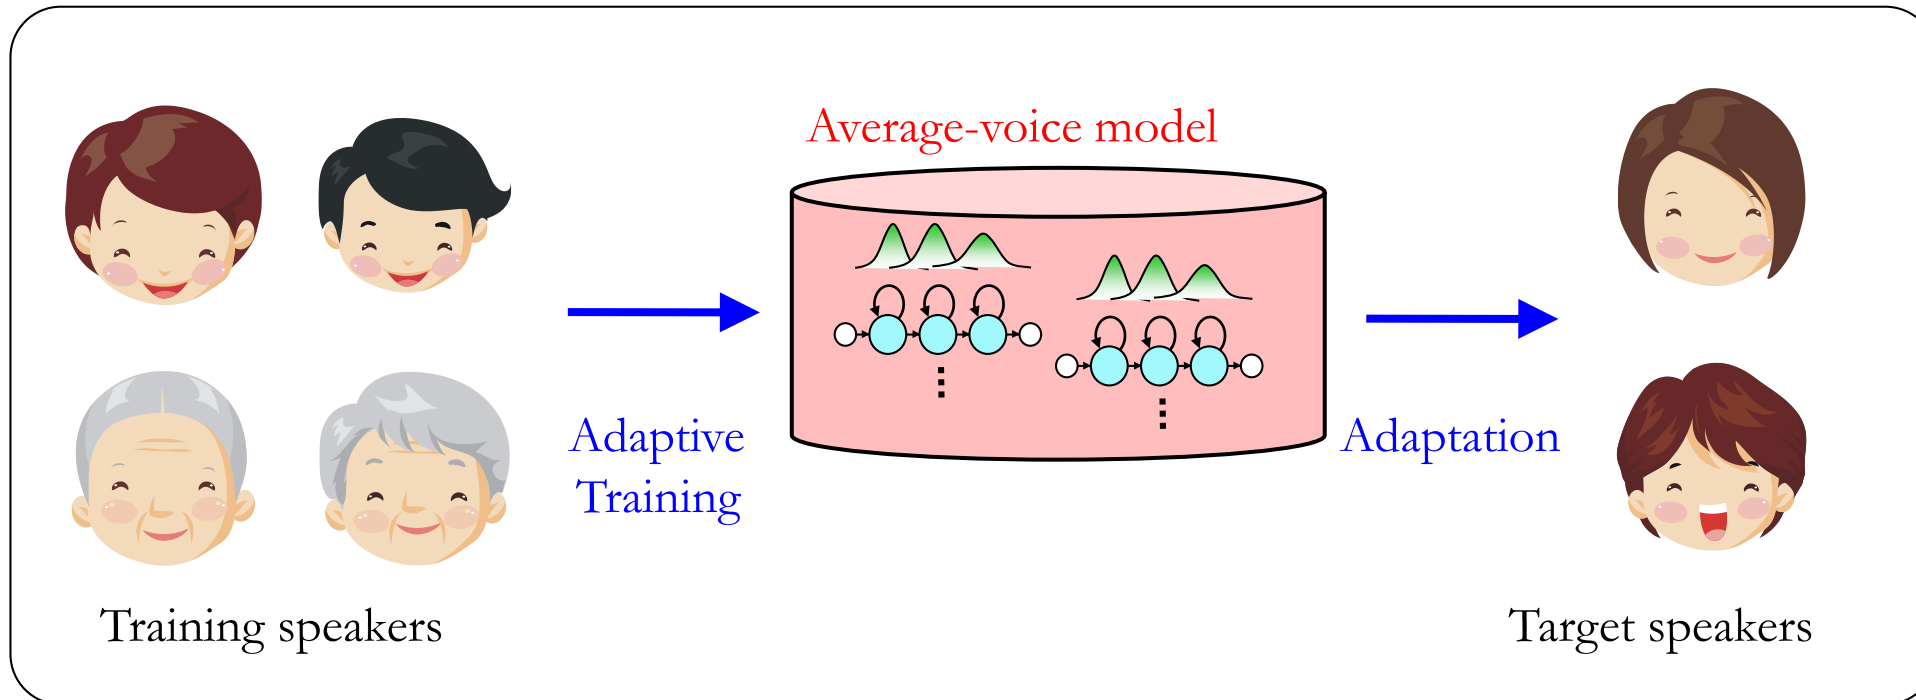 Average-voice model
Adaptive
Training
Adaptation
Training speakers
Target speakers